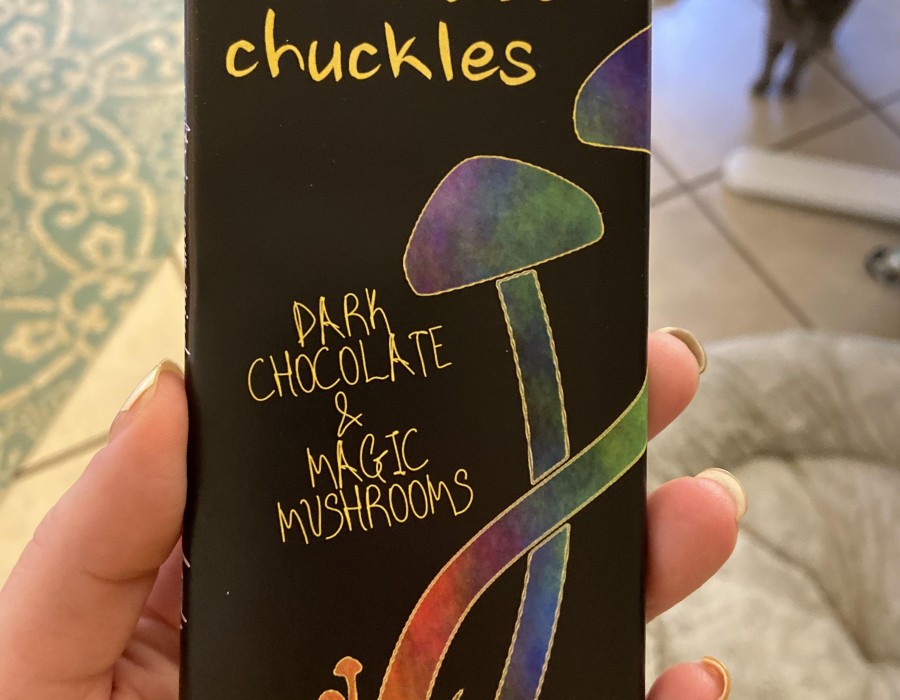 chuckles
DARK
CHOCOLATE
&
MAGIC
MUSHROOMS